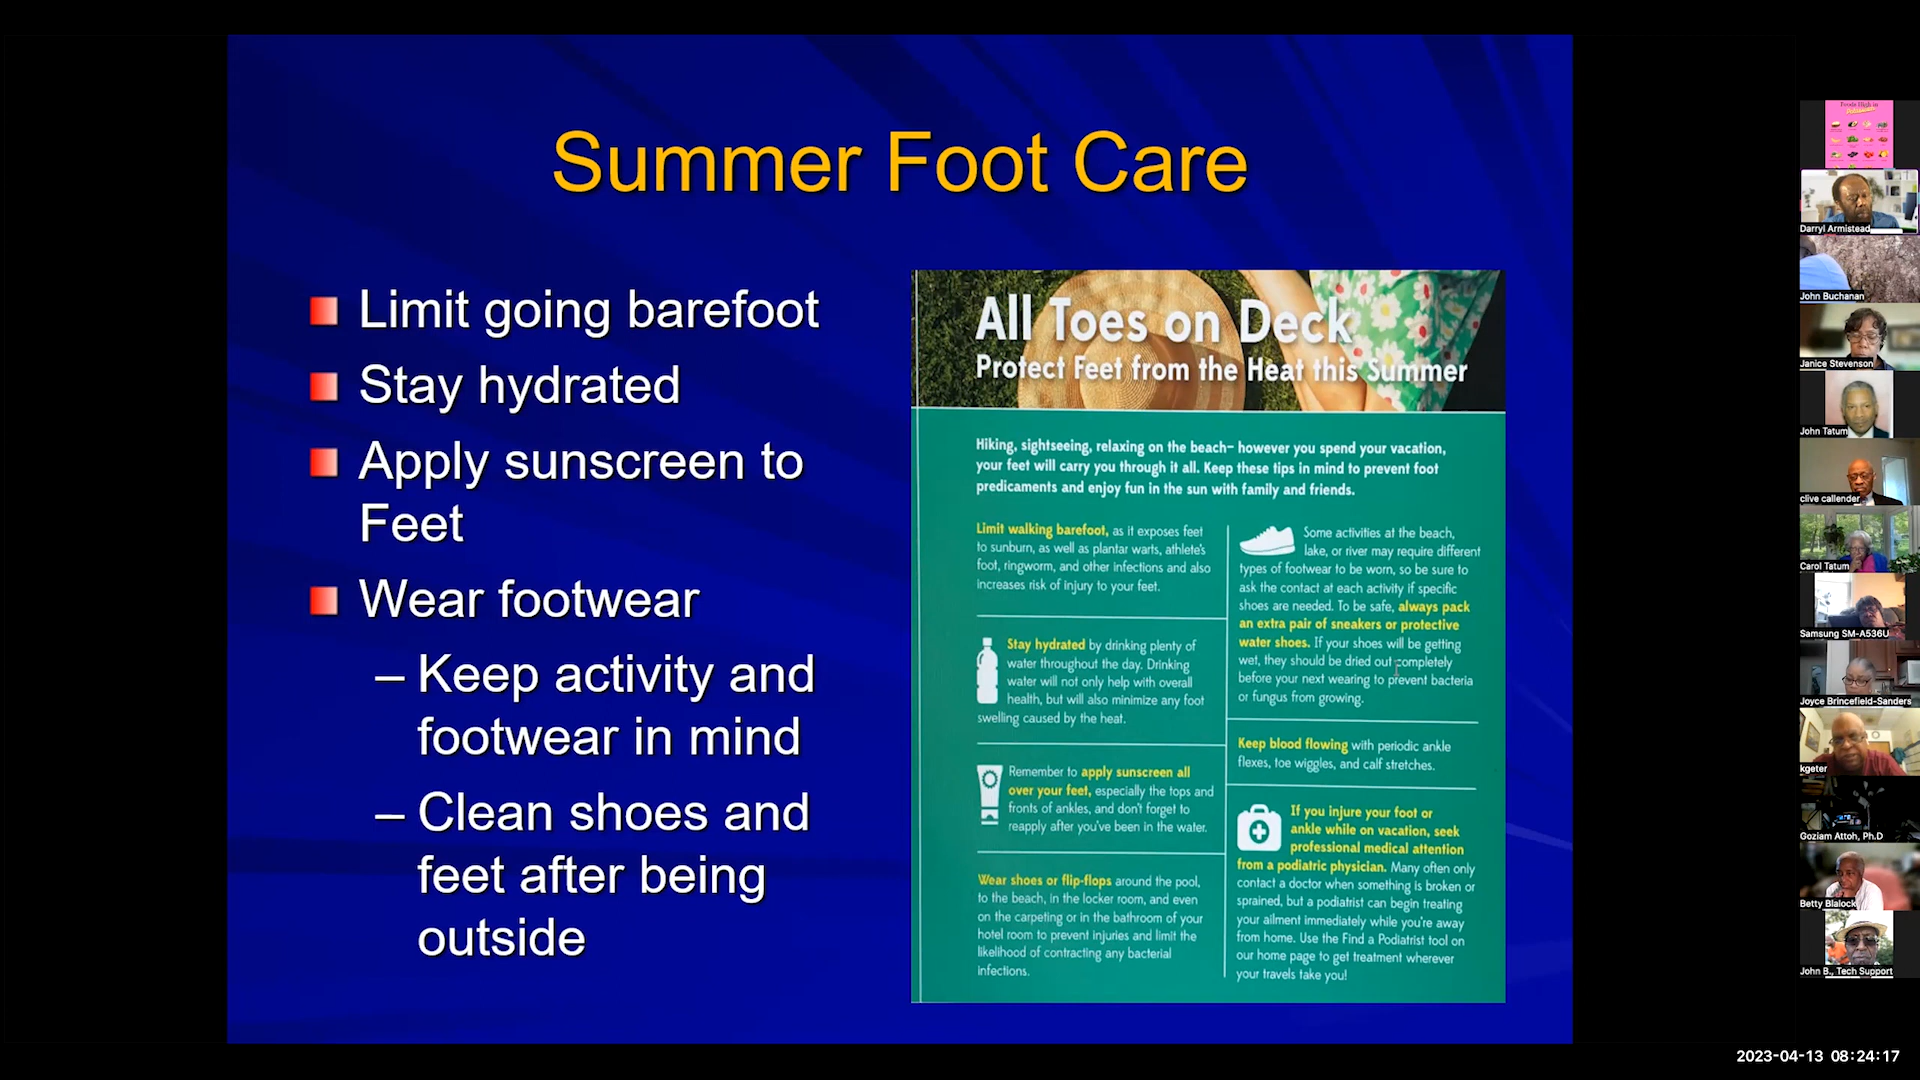 Summer Foot Care
Limit going barefoot
Stay hydrated
Apply sunscreen to
Feet
Wear footwear
– Keep activity and
footwear in mind
– Clean shoes and
feet after being
outside
All Toes on Deck
Protect Feet from the Heat this Summer
Hiking, sightseeing, relaxing on the beach– however you spend your vacation,
your feet will carry you through it all. Keep these tips in mind to prevent foot
predicaments and enjoy fun in the sun with family and friends.
Limit walking barefoot, as it exposes feet
to sunburn, as well as plantar warts, athlete's
foot, ringworm, and other infections and also
increases risk of injury to your feet.
Stay hydrated by drinking plenty of
water throughout the day. Drinking
water will not only help with overall
health, but will also minimize any foot
swelling caused by the heat.
Remember to apply sunscreen all
over your feet, especially the tops and
fronts of ankles, and don't forget to
reapply after you've been in the water.
Wear shoes or flip-flops around the pool,
to the beach, in the locker room, and even
on the carpeting or in the bathroom of your
hotel room to prevent injuries and limit the
likelihood of contracting any bacterial
infections.
Some activities at the beach,
lake, or river may require different
types of footwear to be worn, so be sure to
ask the contact at each activity if specific
shoes are needed. To be safe, always pack
an extra pair of sneakers or protective
water shoes. If your shoes will be getting
wet, they should be dried out completely
before your next wearing to prevent bacteria
or fungus from growing.
Keep blood flowing with periodic ankle
flexes, toe wiggles, and calf stretches.
If you injure your foot or
ankle while on vacation, seek
professional medical attention
from a podiatric physician. Many often only
contact a doctor when something is broken or
sprained, but a podiatrist can begin treating
your ailment immediately while you're away
from home. Use the Find a Podiatrist tool on
our home page to get treatment wherever
your travels take you!
Foods High in
Darryl Armistead
John Buchanan
Janice Stevenson
John Tatum
clive callender
Carol Tatum
Samsung SM-A536U
Joyce Brincefield-Sanders
kgeter
Goziam Attoh, Ph.D
Betty Blalock
John B., Tech Support
2023-04-13 08:24:17